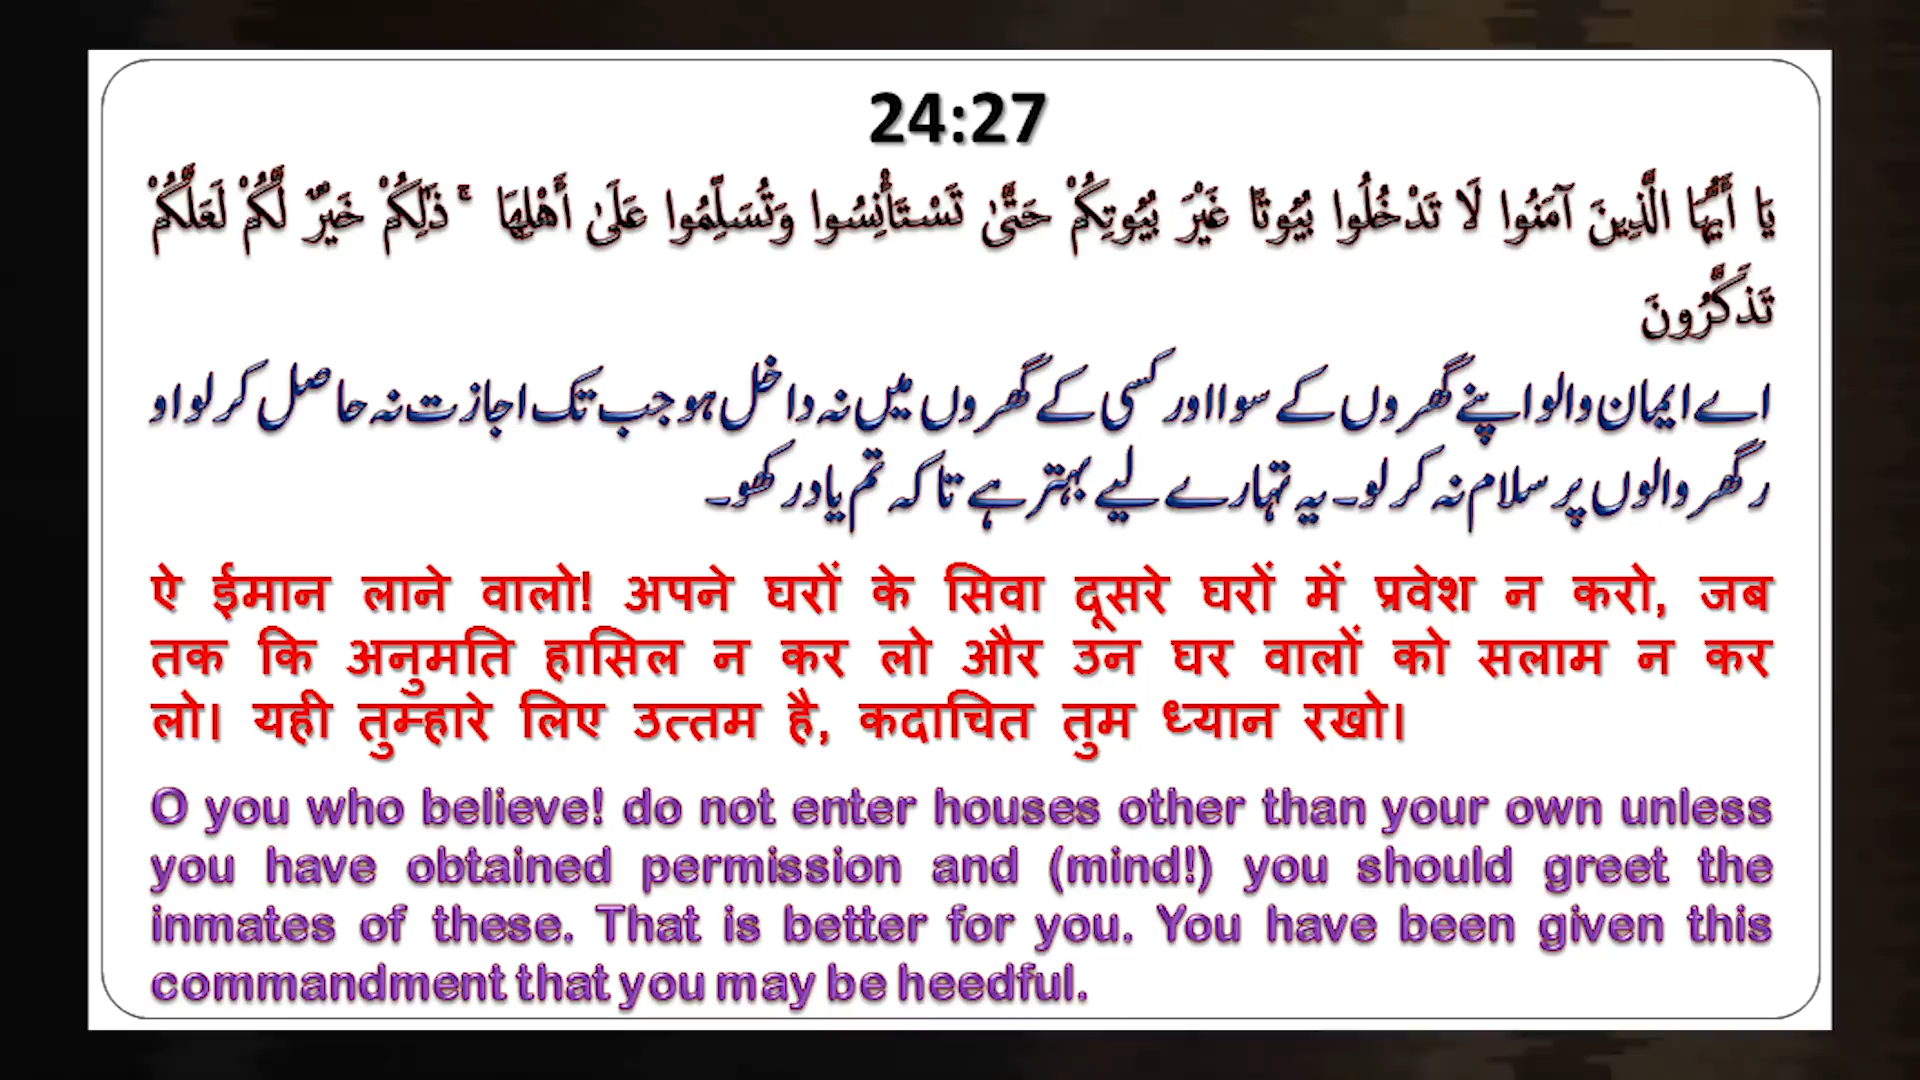 24:27
يَا أَيُّهَا الَّذِينَ آمَنُوا لَا تَدْخُلُوا بُيُوتًا غَيْرَ بُيُوتِكُمْ حَتَّىٰ تَسْتَأْنِسُوا وَتُسَلِّمُوا عَلَىٰ أَهْلِهَا ۚ ذَٰلِكُمْ خَيْرٌ لَّكُمْ لَعَلَّكُمْ
تَذَكَّرُونَ
اے ایمان والو اپنے گھروں کے سوا اور کسی کے گھروں میں نہ داخل ہو جب تک اجازت نہ حاصل کر لو او
ر گھر والوں پر سلام نہ کر لو۔ یہ تمہارے لیے بہتر ہے تاکہ تم یاد رکھو۔
ऐ ईमान लाने वालो! अपने घरों के सिवा दूसरे घरों में प्रवेश न करो, जब
तक कि अनुमति हासिल न कर लो और उन घर वालों को सलाम न कर
लो। यही तुम्हारे लिए उत्तम है, कदाचित तुम ध्यान रखो।
O you who believe! do not enter houses other than your own unless
you have obtained permission and (mind!) you should greet the
inmates of these. That is better for you. You have been given this
commandment that you may be heedful.